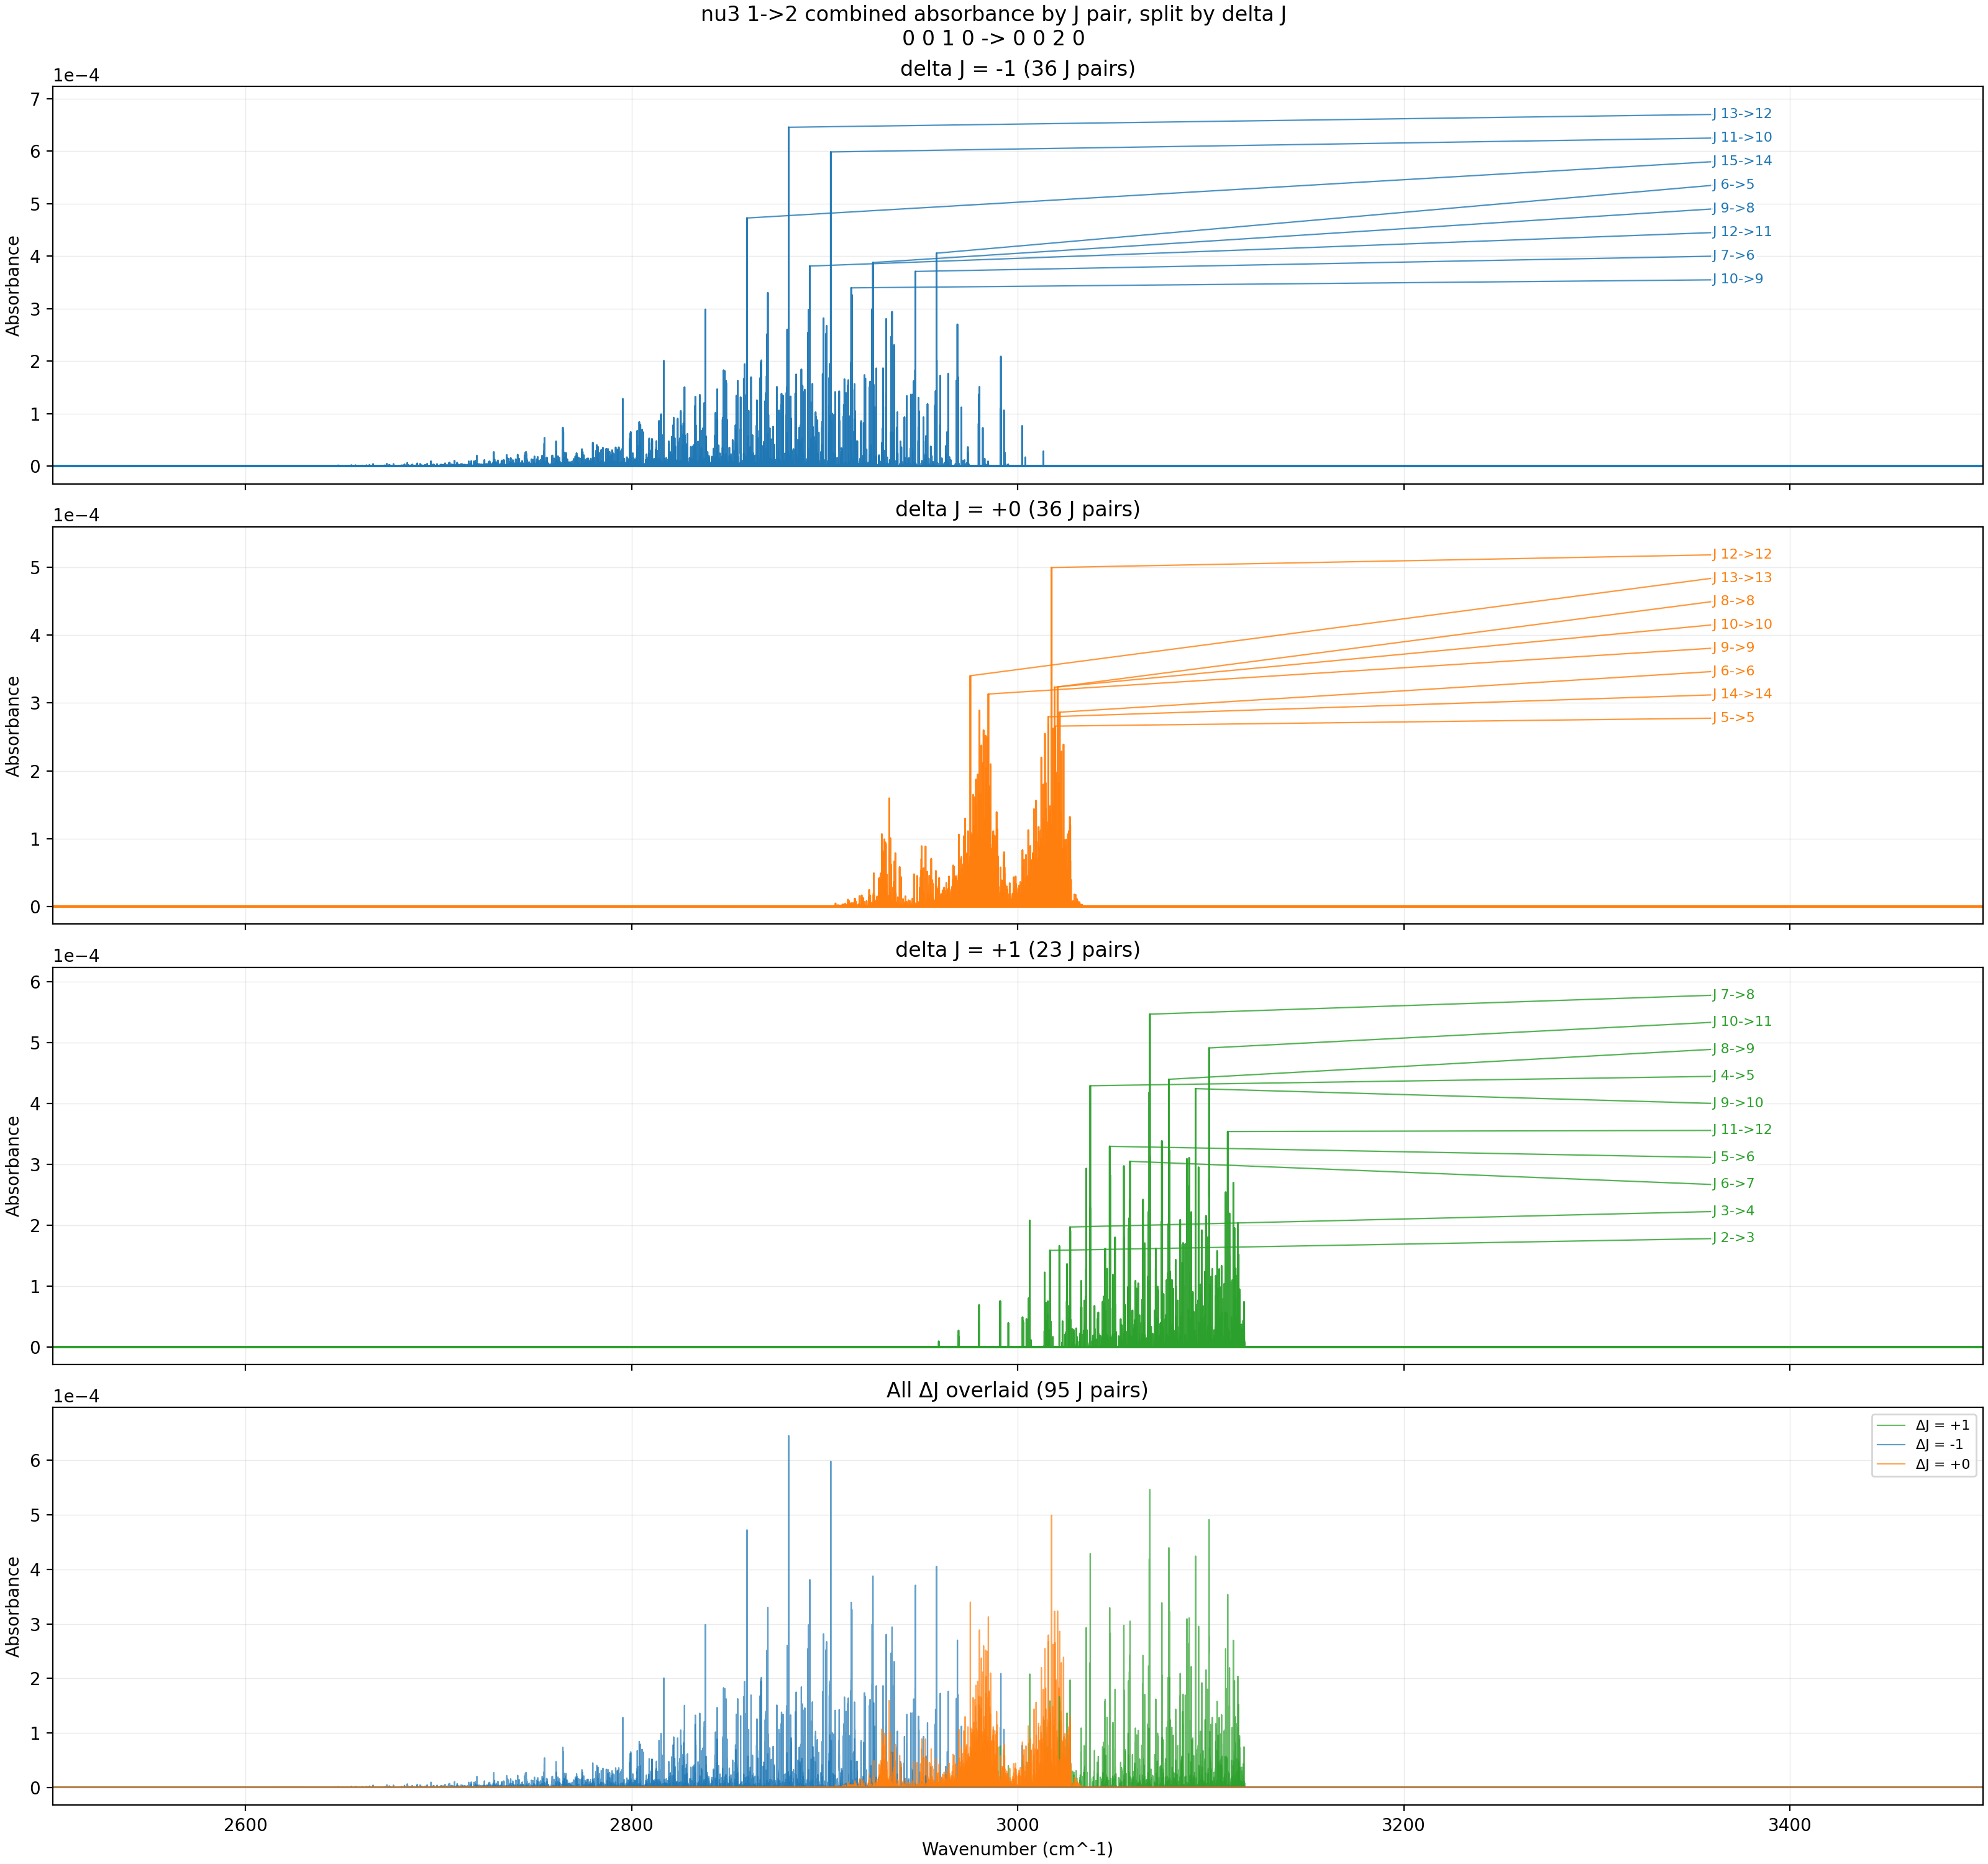 nu3 1->2 combined absorbance by J pair, split by delta J
0 0 1 0 -> 0 0 2 0
delta J = -1 (36 J pairs)
1e−4
7
6
5
4
3
2
1
0
Absorbance
J 13->12
J 11->10
J 15->14
J 6->5
J 9->8
J 12->11
J 7->6
J 10->9
delta J = +0 (36 J pairs)
1e−4
5
4
3
2
1
0
Absorbance
J 12->12
J 13->13
J 8->8
J 10->10
J 9->9
J 6->6
J 14->14
J 5->5
delta J = +1 (23 J pairs)
1e−4
6
5
4
3
2
1
0
Absorbance
J 7->8
J 10->11
J 8->9
J 4->5
J 9->10
J 11->12
J 5->6
J 6->7
J 3->4
J 2->3
All ΔJ overlaid (95 J pairs)
1e−4
6
5
4
3
2
1
0
Absorbance
ΔJ = +1
ΔJ = -1
ΔJ = +0
2600 2800 3000 3200 3400
Wavenumber (cm^-1)